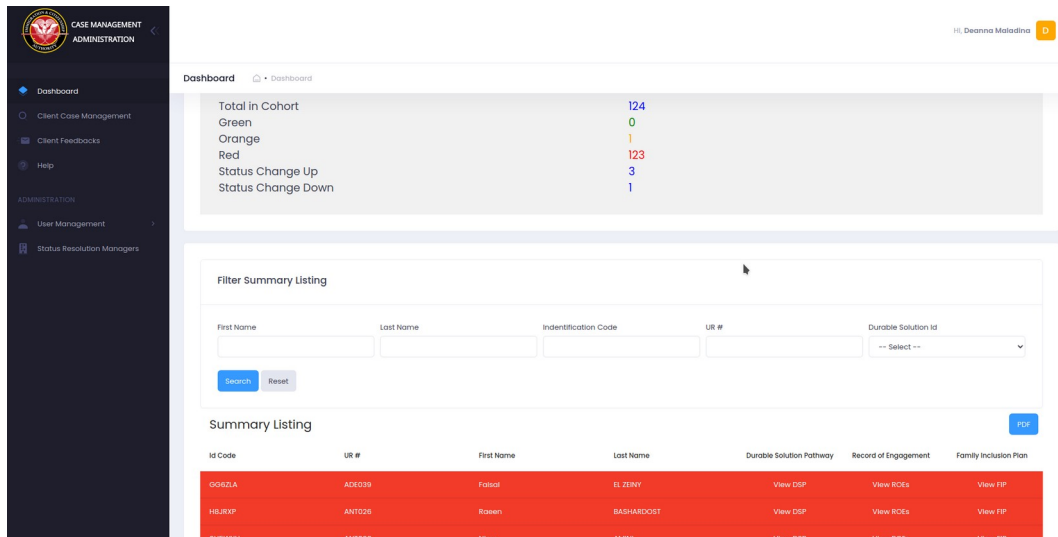 CASE MANAGEMENT
ADMINISTRATION
Hi, Deanna Maladina D
Dashboard
Client Case Management
Client Feedbacks
Help
ADMINISTRATION
User Management
Status Resolution Managers
Dashboard • Dashboard
Total in Cohort 124
Green 0
Orange 1
Red 123
Status Change Up 3
Status Change Down 1
Filter Summary Listing
First Name Last Name Indentification Code UR # Durable Solution Id
-- Select --
Search Reset
Summary Listing PDF
Id Code UR # First Name Last Name Durable Solution Pathway Record of Engagement Family Inclusion Plan
GG6ZLA ADE039 Faisal EL ZEINY View DSP View ROEs View FIP
HBJRXP ANT026 Raeen BASHARDOST View DSP View ROEs View FIP